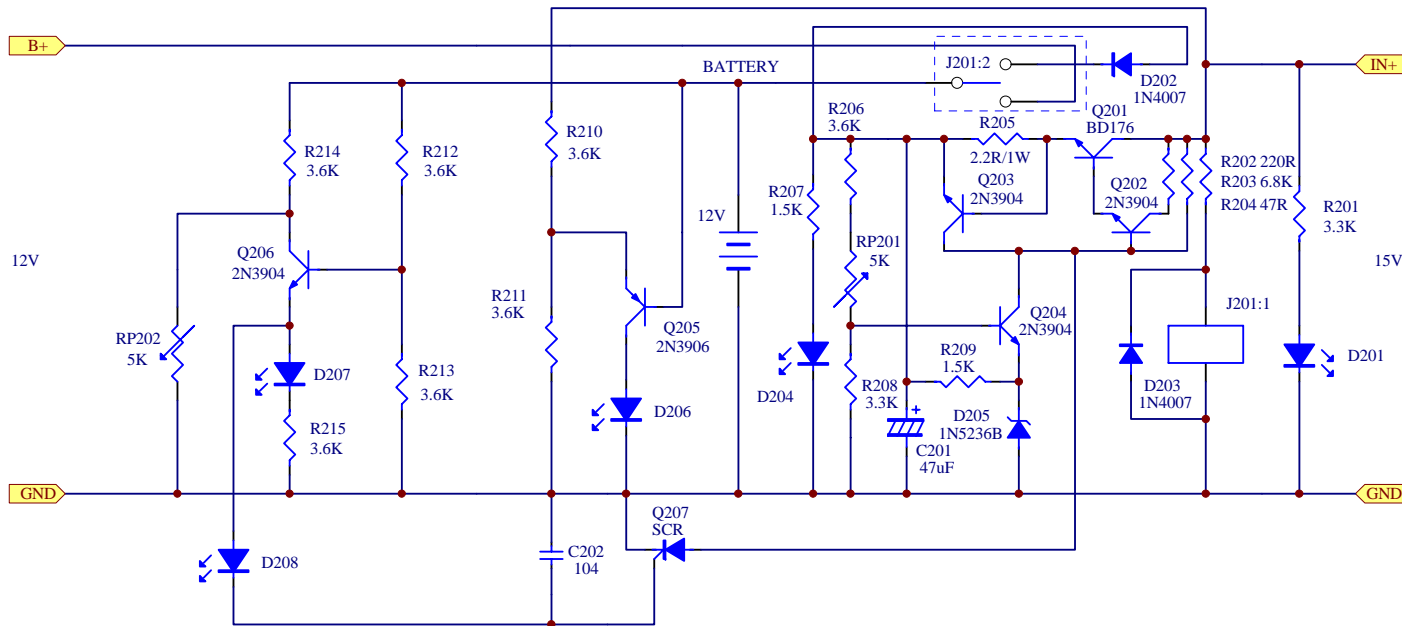 B+
BATTERY
J201:2
D202
1N4007
IN+
R214
3.6K
R212
3.6K
R210
3.6K
R206
3.6K
R205
2.2R/1W
Q201
BD176
R207
1.5K
Q203
2N3904
Q202
2N3904
R202 220R
R203 6.8K
R204 47R
R201
3.3K
12V
Q206
2N3904
12V
RP201
5K
15V
R211
3.6K
Q205
2N3906
Q204
2N3904
J201:1
RP202
5K
D207
R213
3.6K
D206
D204
R209
1.5K
R208
3.3K
D205
1N5236B
D203
1N4007
D201
R215
3.6K
+
C201
47uF
GND
GND
Q207
SCR
D208
C202
104